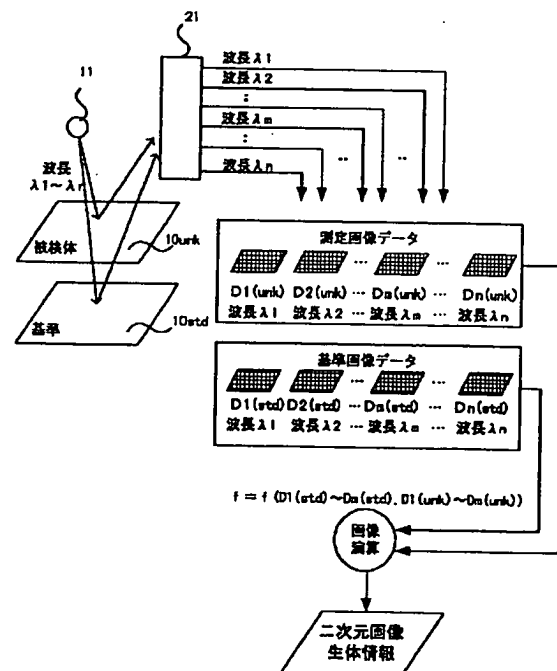 21
11
波長λ1
波長λ2
:
波長λm
:
波長λn
‥
‥
波長
λ1～λn
被検体
10unk
基準
10std
測定画像データ
D1(unk) D2(unk) … Dm(unk) … Dn(unk)
波長λ1 波長λ2 … 波長λm … 波長λn
基準画像データ
D1(std) D2(std) … Dm(std) … Dn(std)
波長λ1 波長λ2 … 波長λm … 波長λn
f = f (D1(std)～Dm(std), D1(unk)～Dm(unk))
画像
演算
二次元画像
生体情報